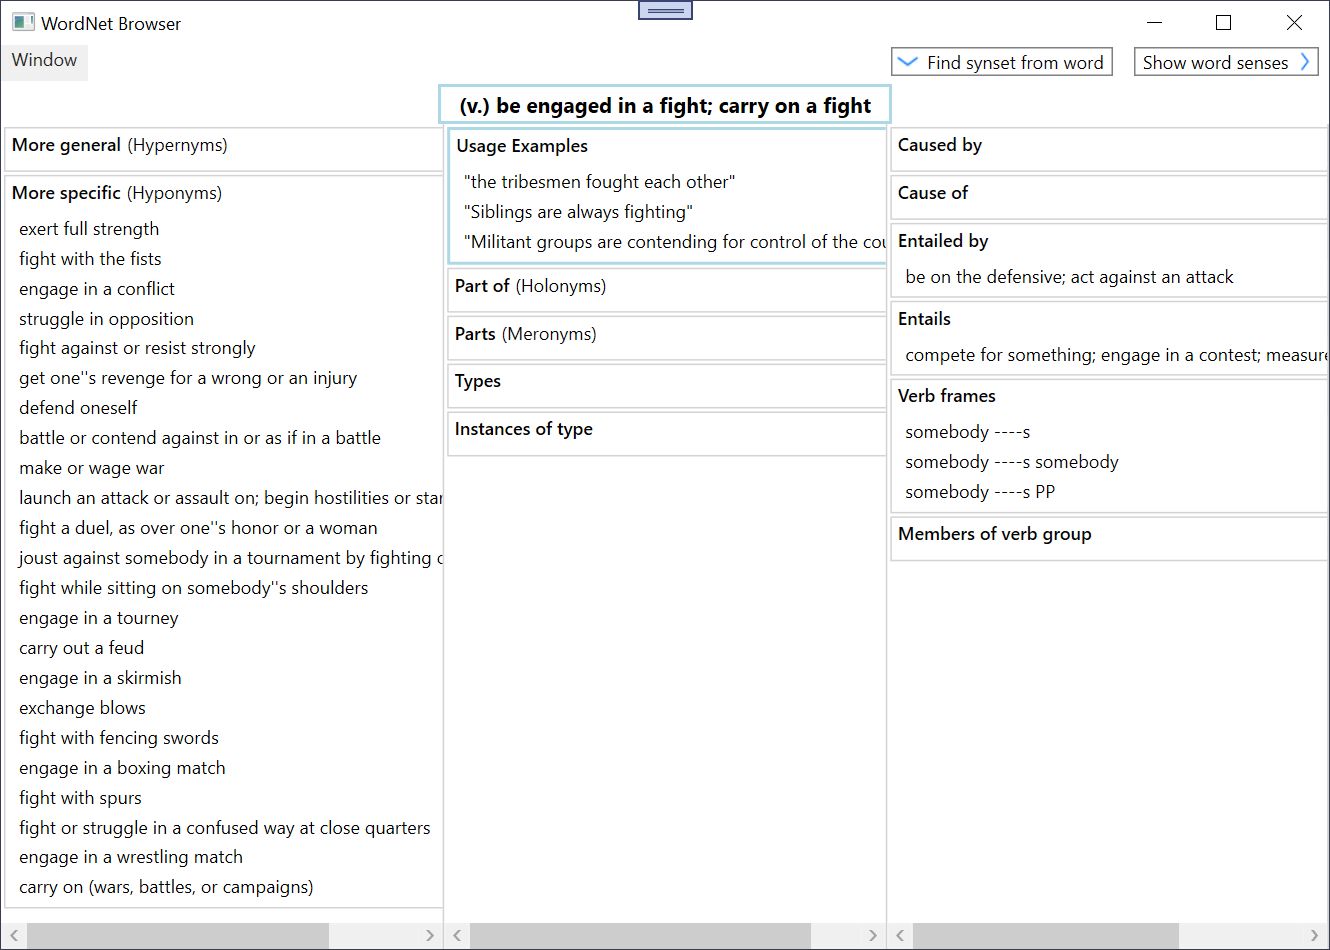 WordNet Browser
Window
Find synset from word
Show word senses
(v.) be engaged in a fight; carry on a fight
More general (Hypernyms)
More specific (Hyponyms)
exert full strength
fight with the fists
engage in a conflict
struggle in opposition
fight against or resist strongly
get one''s revenge for a wrong or an injury
defend oneself
battle or contend against in or as if in a battle
make or wage war
launch an attack or assault on; begin hostilities or
fight a duel, as over one''s honor or a woman
joust against somebody in a tournament by fighting
fight while sitting on somebody''s shoulders
engage in a tourney
carry out a feud
engage in a skirmish
exchange blows
fight with fencing swords
engage in a boxing match
fight with spurs
fight or struggle in a confused way at close quarters
engage in a wrestling match
carry on (wars, battles, or campaigns)
Usage Examples
"the tribesmen fought each other"
"Siblings are always fighting"
"Militant groups are contending for control of the
Part of (Holonyms)
Parts (Meronyms)
Types
Instances of type
Caused by
Cause of
Entailed by
be on the defensive; act against an attack
Entails
compete for something; engage in a contest; measure
Verb frames
somebody ----s
somebody ----s somebody
somebody ----s PP
Members of verb group